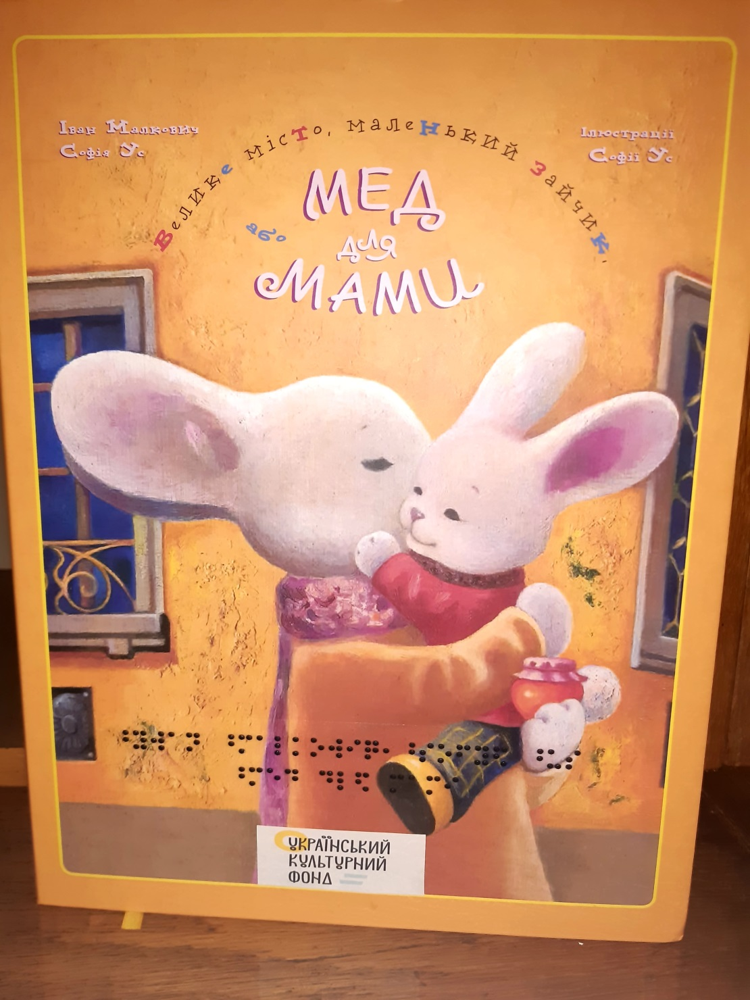 Іван Малкович
Софія Ус
Ілюстрації
Софії Ус
Велике місто, маленький зайчик,
або
МЕД
для
МАМИ
УКРАЇНСЬКИЙ
КУЛЬТУРНИЙ
ФОНД